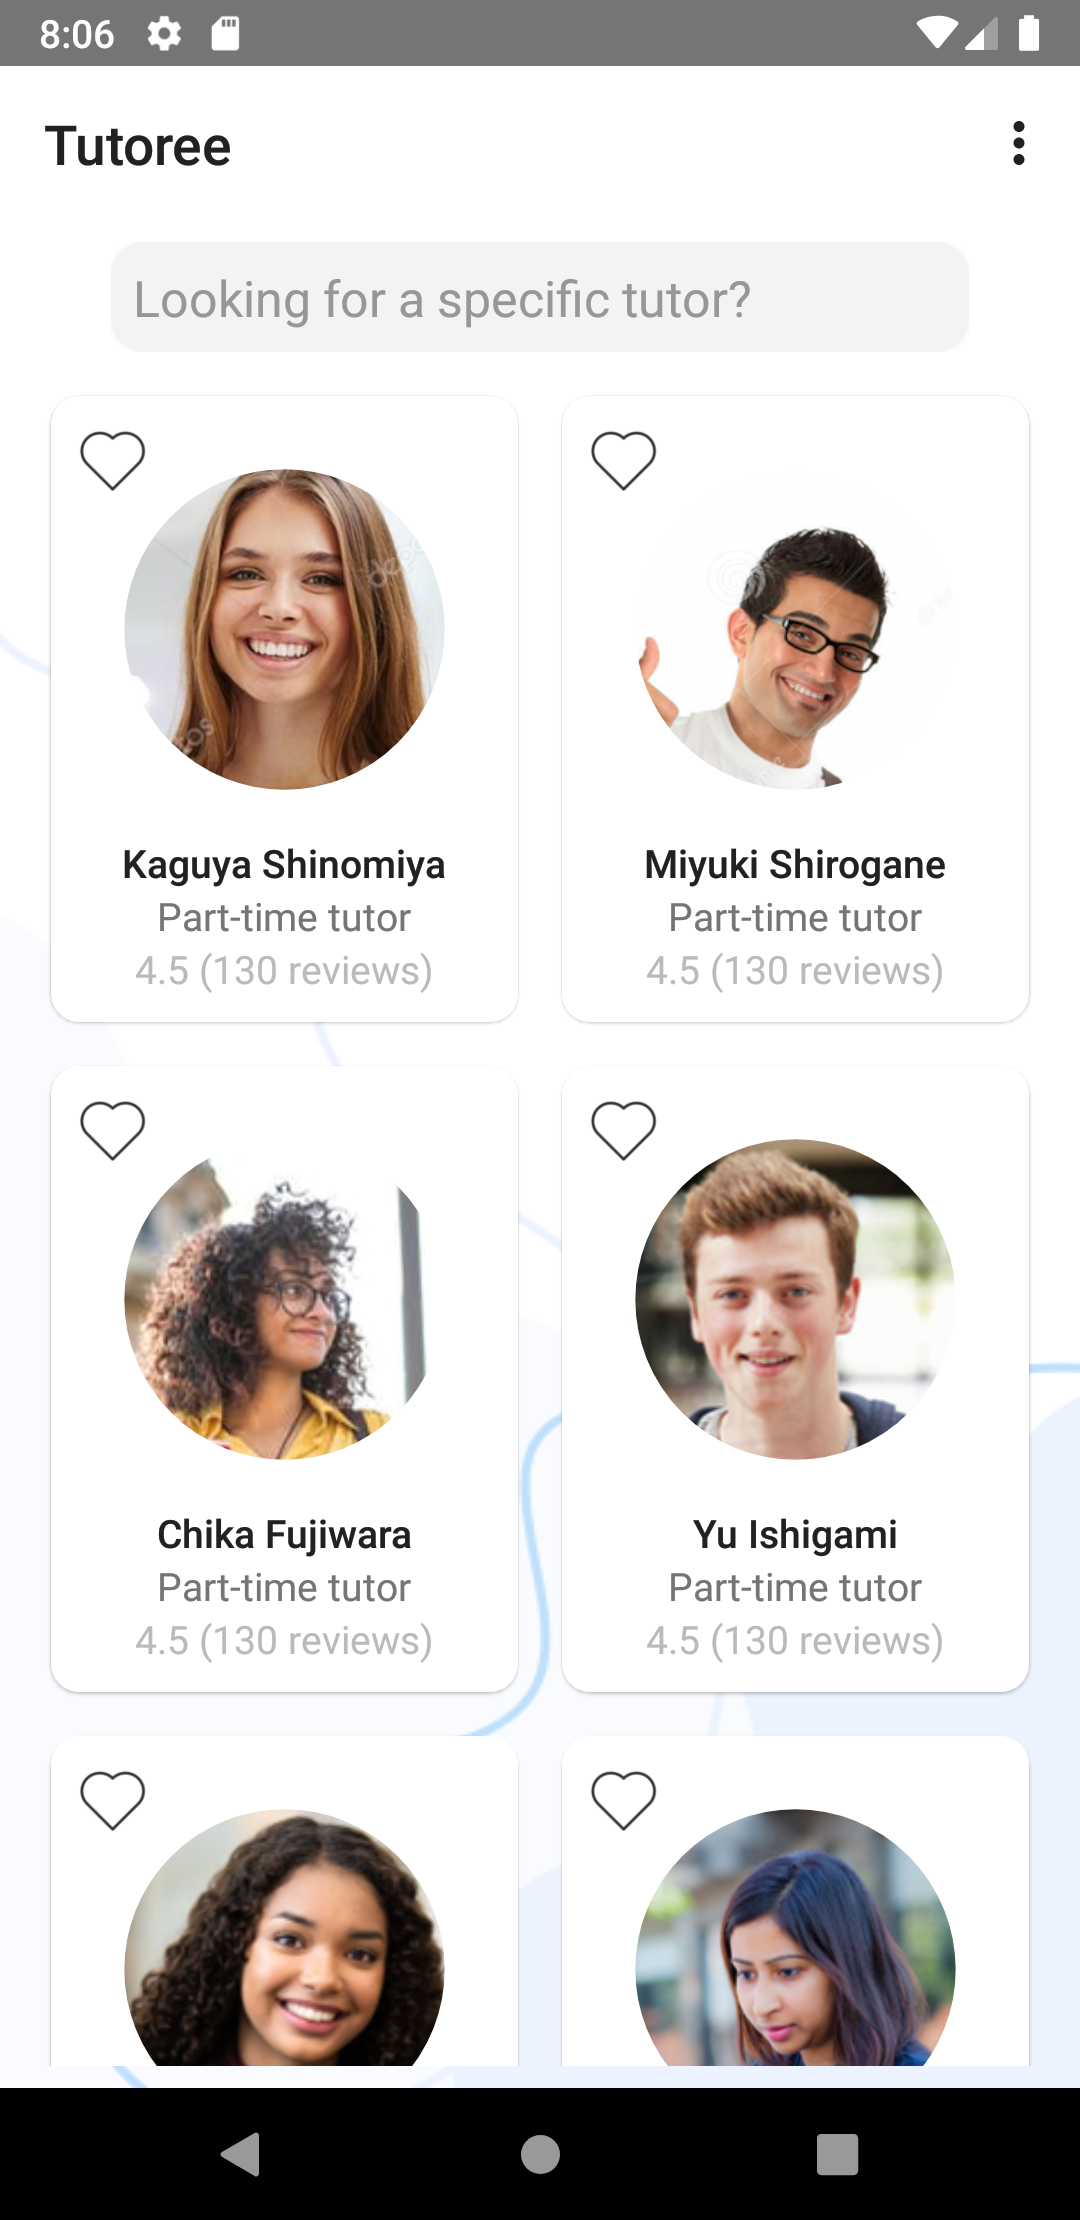 8:06
Tutoree
Looking for a specific tutor?
Kaguya Shinomiya
Part-time tutor
4.5 (130 reviews)
Miyuki Shirogane
Part-time tutor
4.5 (130 reviews)
Chika Fujiwara
Part-time tutor
4.5 (130 reviews)
Yu Ishigami
Part-time tutor
4.5 (130 reviews)